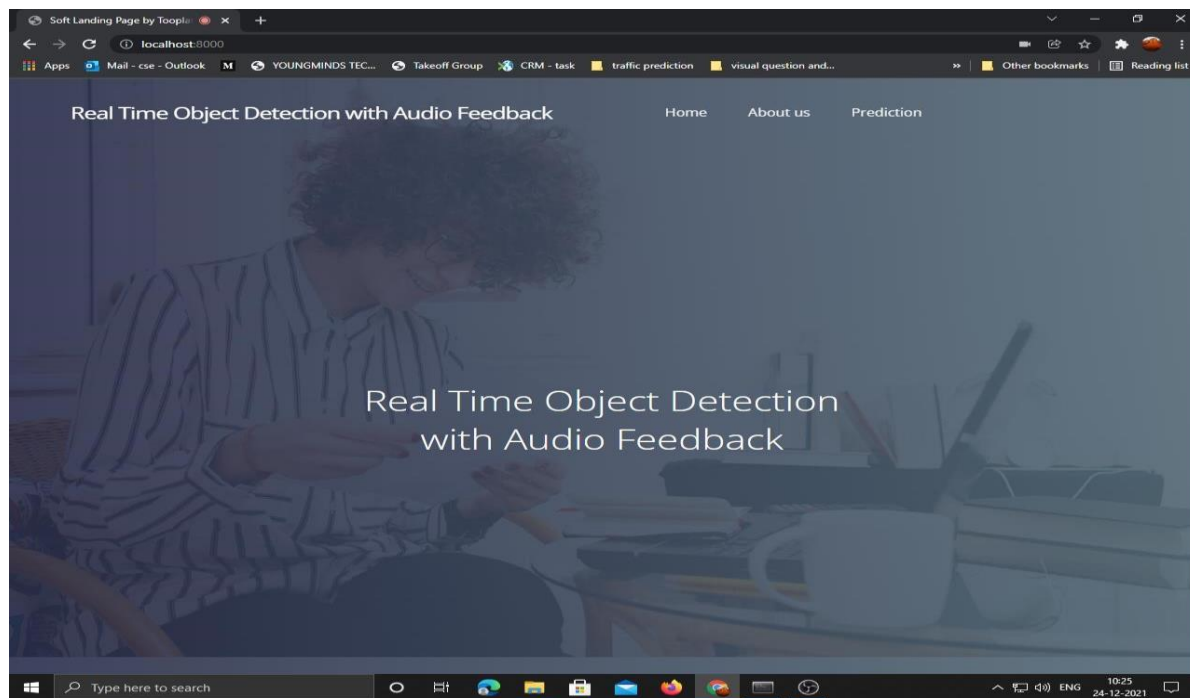 Soft Landing Page by Toopla
localhost:8000
Apps Mail - cse - Outlook M YOUNGMINDS TEC... Takeoff Group CRM - task traffic prediction visual question and... » Other bookmarks Reading list
Real Time Object Detection with Audio Feedback Home About us Prediction
Real Time Object Detection
with Audio Feedback
Type here to search ENG 10:25
24-12-2021